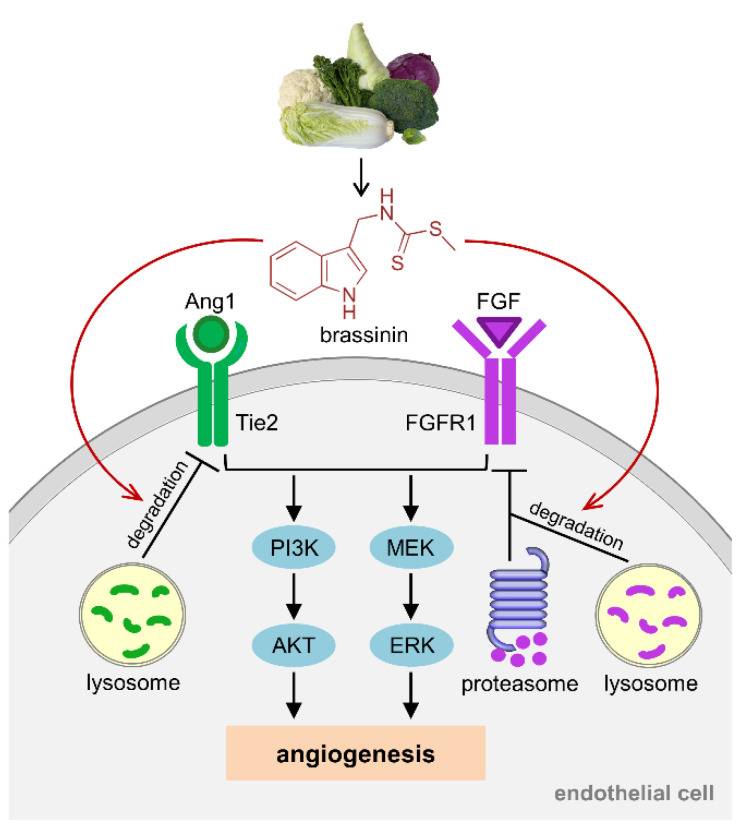 H
N
S
S
N
H
brassinin
Ang1
FGF
Tie2
FGFR1
degradation
degradation
PI3K
MEK
AKT
ERK
lysosome
proteasome
lysosome
angiogenesis
endothelial cell